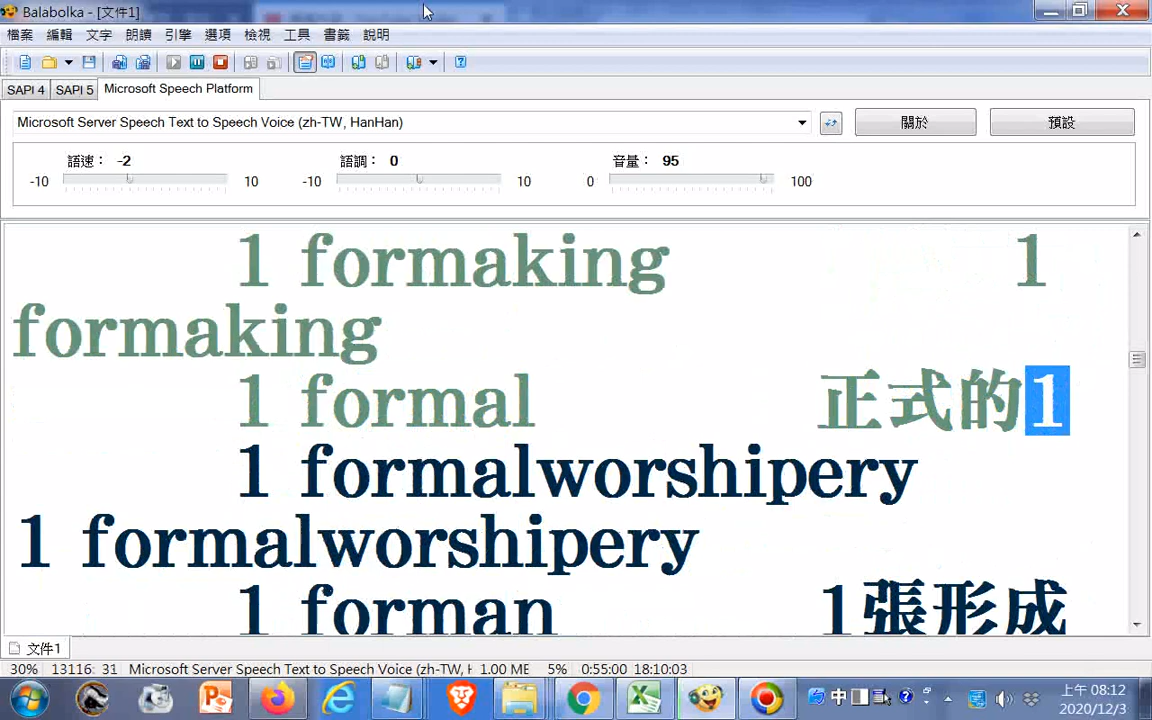 Balabolka - [文件1]
檔案 編輯 文字 朗讀 引擎 選項 檢視 工具 書籤 說明
SAPI 4 SAPI 5 Microsoft Speech Platform
Microsoft Server Speech Text to Speech Voice (zh-TW, HanHan) 關於 預設
語速： -2 語調： 0 音量： 95
-10 10 -10 10 0 100
1 formaking 1
formaking
1 formal 正式的1
1 formalworshipery
1 formalworshipery
1 forman 1張形成
文件1
30% 13116: 31 Microsoft Server Speech Text to Speech Voice (zh-TW, H 1.00 ME 5% 0:55:00 18:10:03
中 上午 08:12
2020/12/3